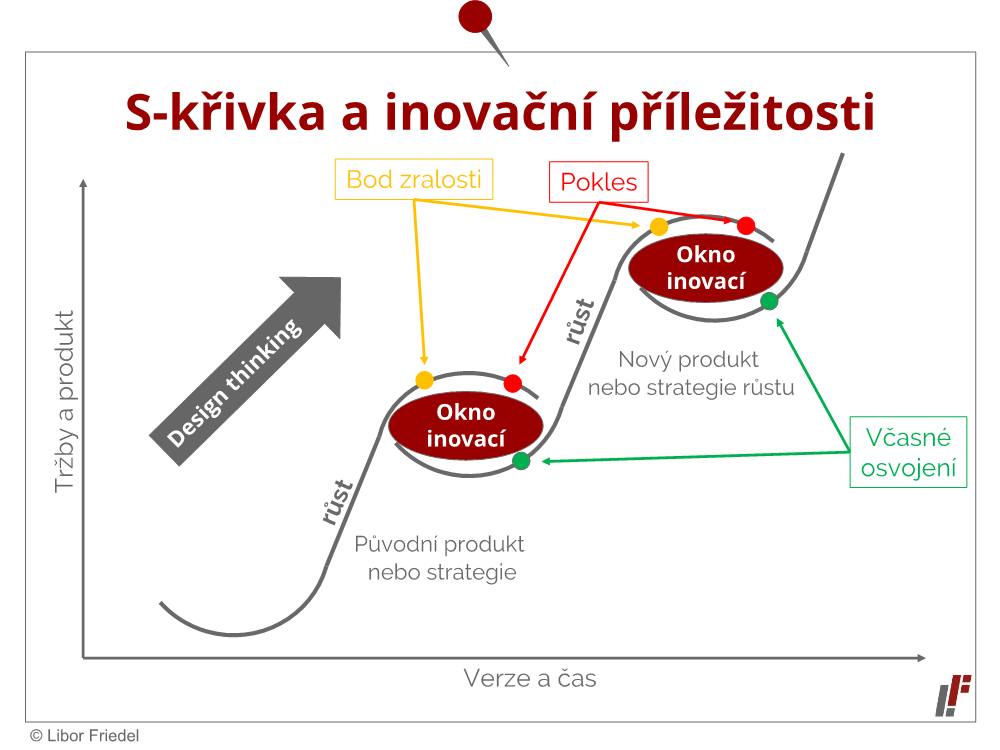 S-křivka a inovační příležitosti
Bod zralosti
Pokles
Okno
inovací
růst
Design thinking
Tržby a produkt
Nový produkt
nebo strategie růstu
Okno
inovací
Včasné
osvojení
růst
Původní produkt
nebo strategie
Verze a čas
© Libor Friedel